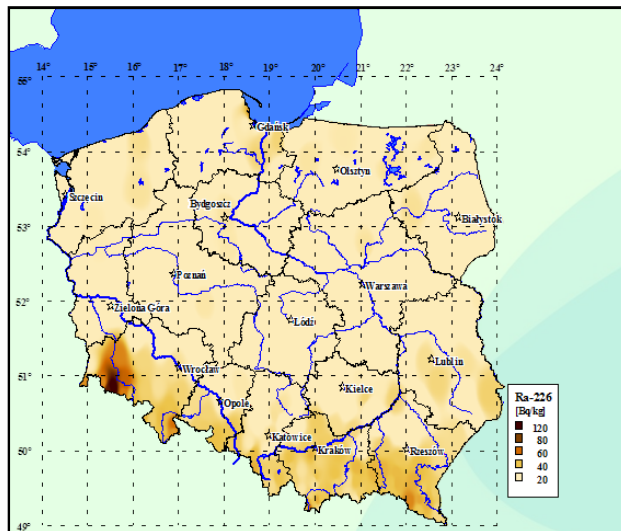 14° 15° 16° 17° 18° 19° 20° 21° 22° 23° 24°
55°
Gdańsk
54°
Olsztyn
Szczecin
Bydgoszcz
Białystok
53°
Poznań
Warszawa
52°
Zielona Góra
Łódź
51°
Wrocław
Lublin
Kielce
Opole
Ra-226
[Bq/kg]
120
80
60
40
20
Katowice
50°
Kraków
Rzeszów
49°